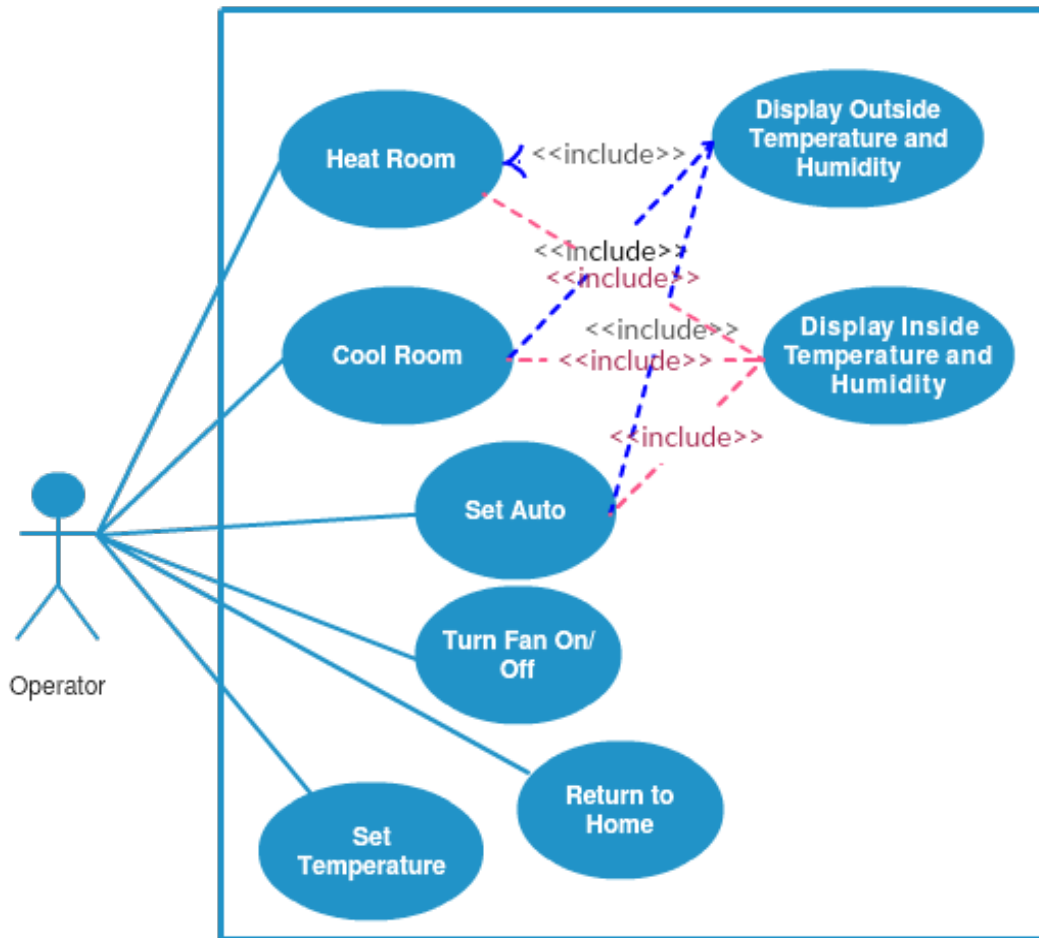 Display Outside
Temperature and
Humidity
Heat Room
<<include>>
<<include>>
<<include>>
<<include>>
Display Inside
Temperature and
Humidity
Cool Room
<<include>>
<<include>>
Set Auto
Turn Fan On/
Off
Operator
Return to
Home
Set
Temperature